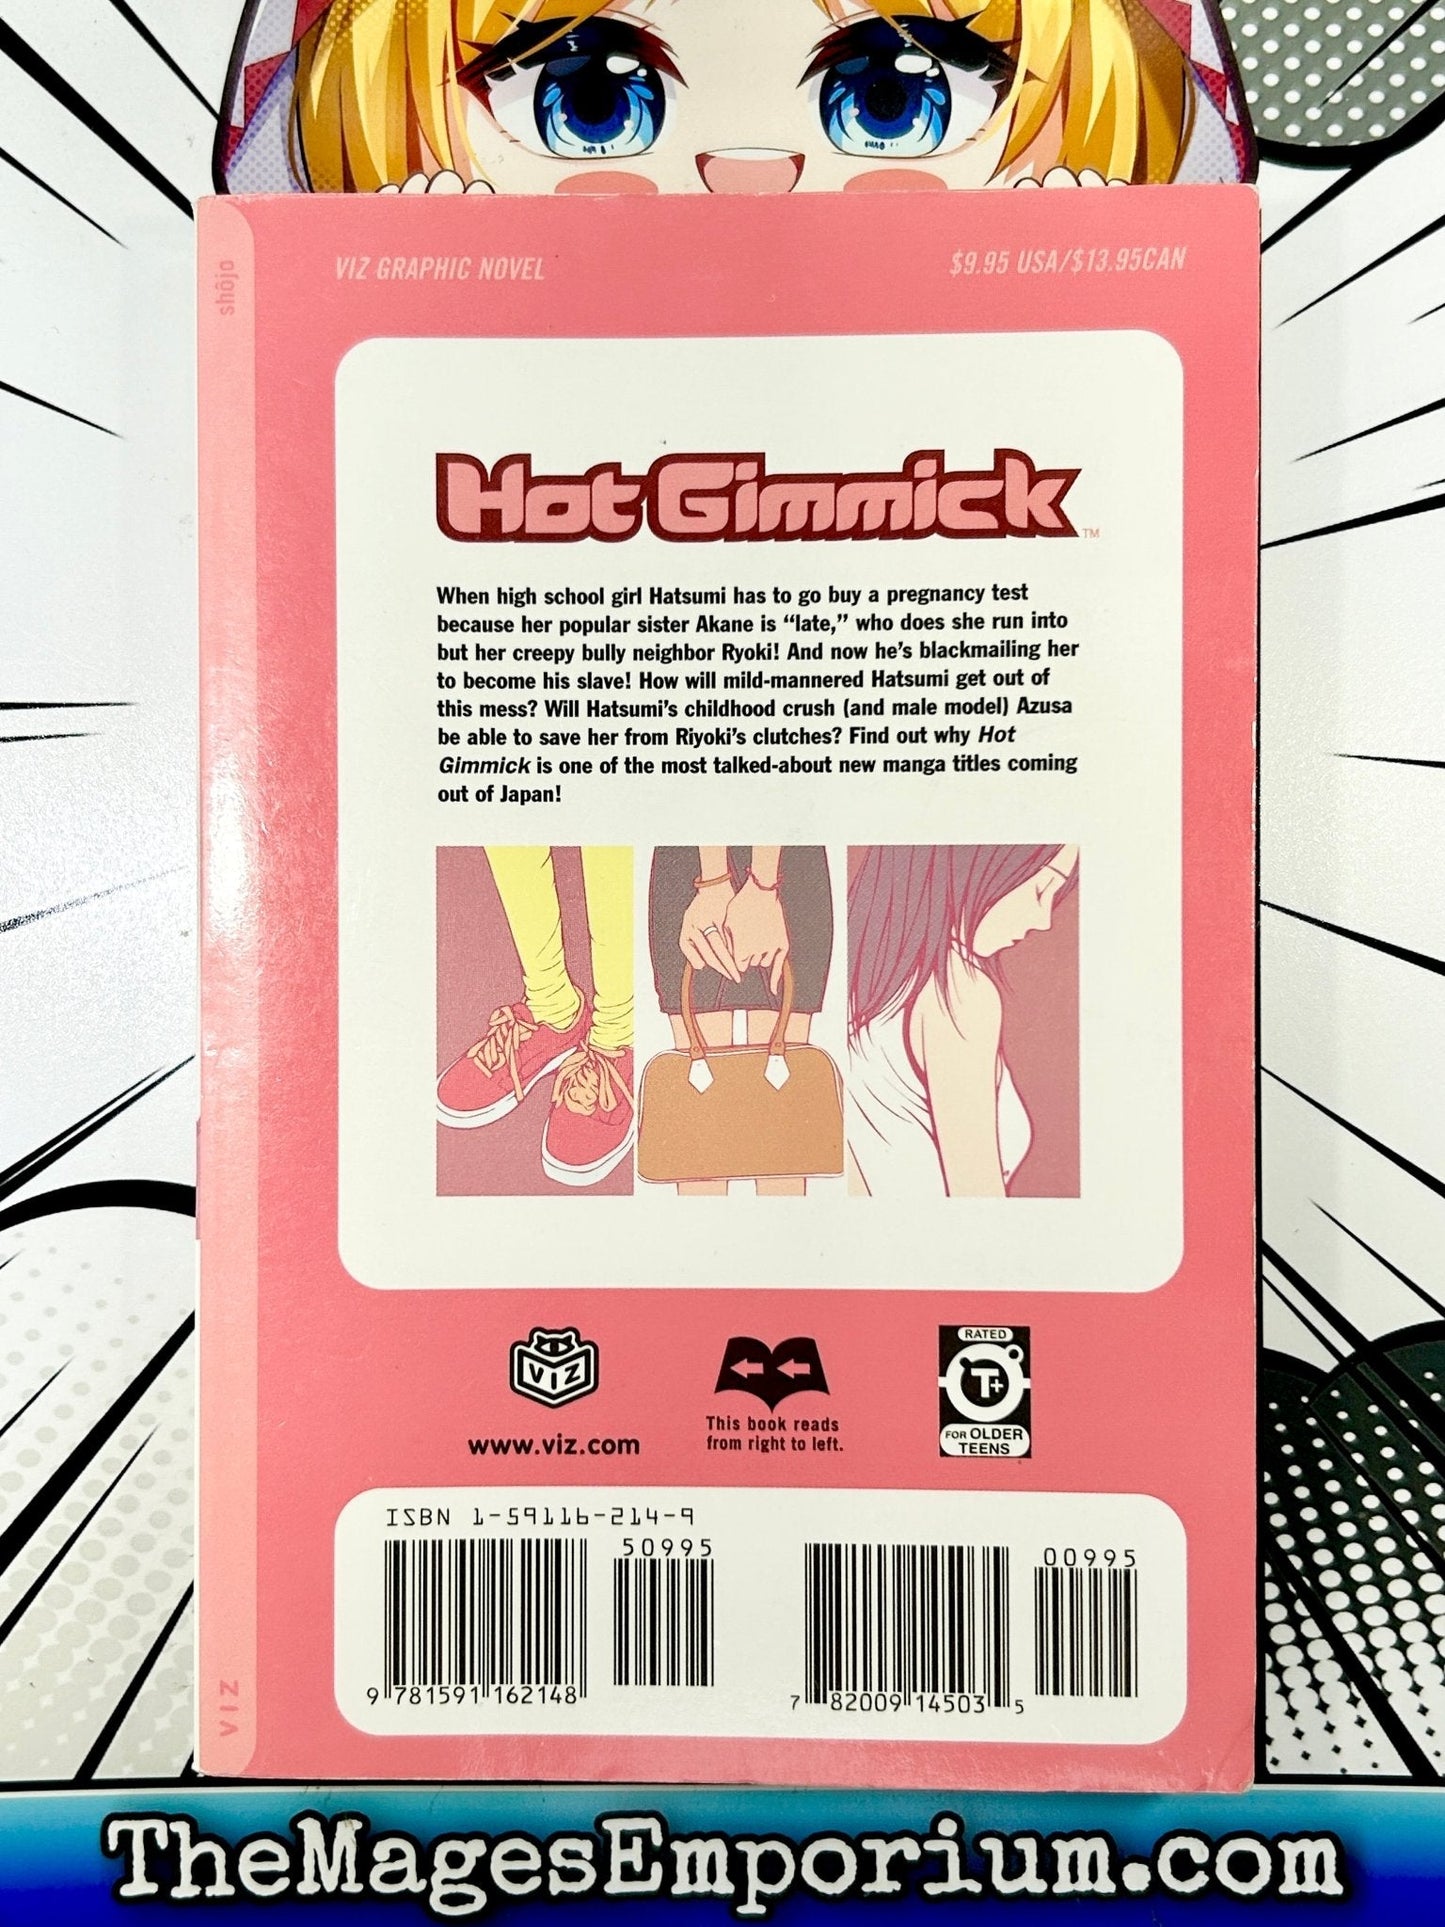 shôjo
VIZ GRAPHIC NOVEL
$9.95 USA/$13.95CAN
Hot Gimmick™
When high school girl Hatsumi has to go buy a pregnancy test
because her popular sister Akane is “late,” who does she run into
but her creepy bully neighbor Ryoki! And now he’s blackmailing her
to become his slave! How will mild-mannered Hatsumi get out of
this mess? Will Hatsumi’s childhood crush (and male model) Azusa
be able to save her from Riyoki’s clutches? Find out why Hot
Gimmick is one of the most talked-about new manga titles coming
out of Japan!
VIZ
www.viz.com
This book reads
from right to left.
RATED
T+
FOR OLDER
TEENS
ISBN 1-59116-214-9
50995
9 781591 162148
00995
7 82009 14503 5
VIZ
TheMagesEmporium.com